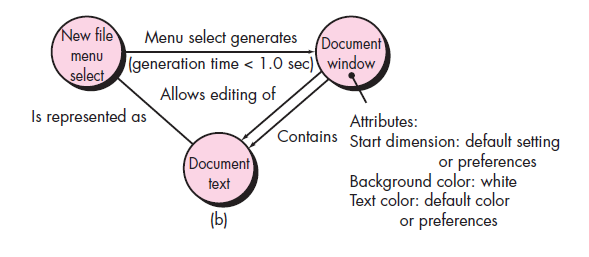 New file
menu
select
Menu select generates
(generation time < 1.0 sec)
Document
window
Allows editing of
Is represented as
Contains
Document
text
Attributes:
Start dimension: default setting
or preferences
Background color: white
Text color: default color
or preferences
(b)